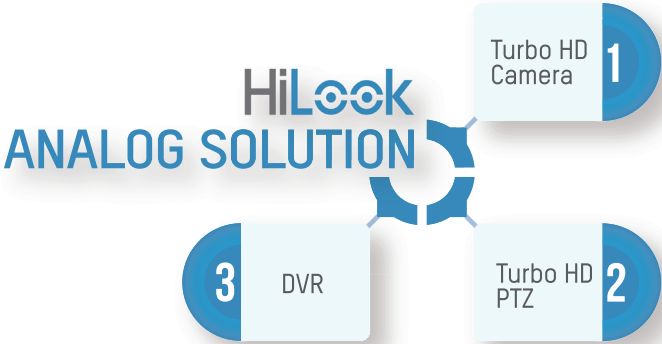 HiLook
ANALOG SOLUTION
Turbo HD
Camera
1
Turbo HD
PTZ
2
3
DVR